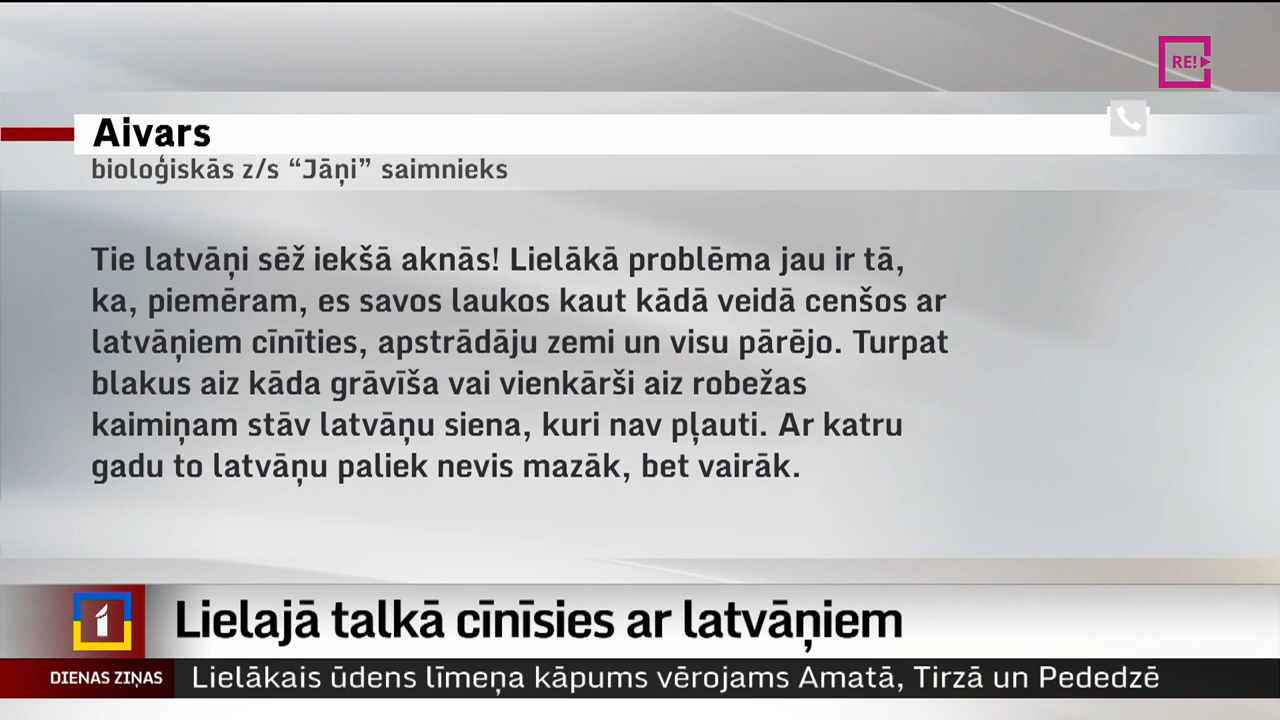 RE!
Aivars
bioloģiskās z/s “Jāņi” saimnieks
Tie latvāņi sēž iekšā aknās! Lielākā problēma jau ir tā,
ka, piemēram, es savos laukos kaut kādā veidā cenšos ar
latvāņiem cīnīties, apstrādāju zemi un visu pārējo. Turpat
blakus aiz kāda grāvīša vai vienkārši aiz robežas
kaimiņam stāv latvāņu siena, kuri nav pļauti. Ar katru
gadu to latvāņu paliek nevis mazāk, bet vairāk.
1
Lielajā talkā cīnīsies ar latvāņiem
DIENAS ZIŅAS
Lielākais ūdens līmeņa kāpums vērojams Amatā, Tirzā un Pededzē